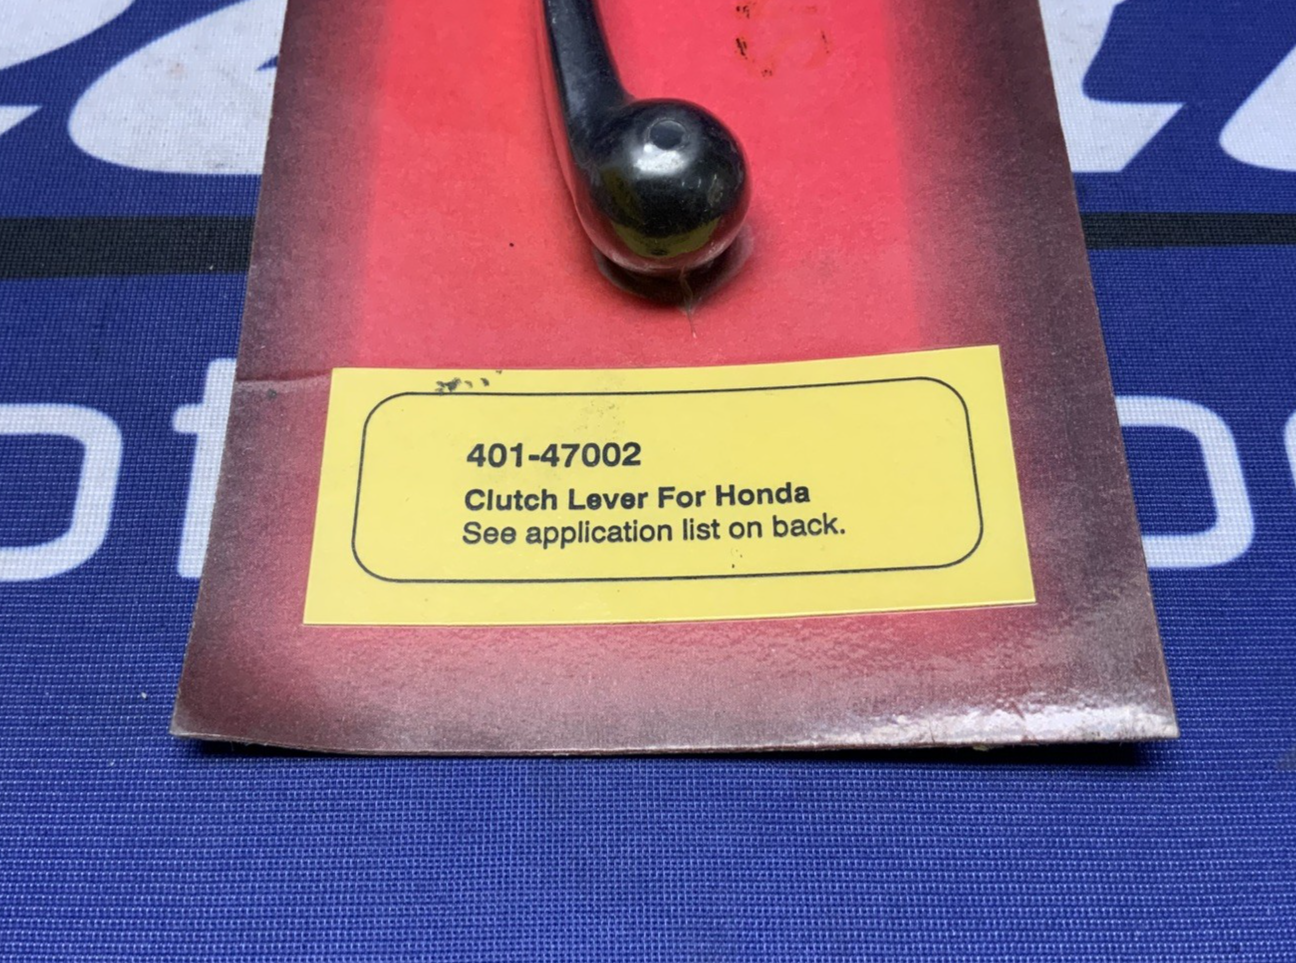 401-47002
Clutch Lever For Honda
See application list on back.